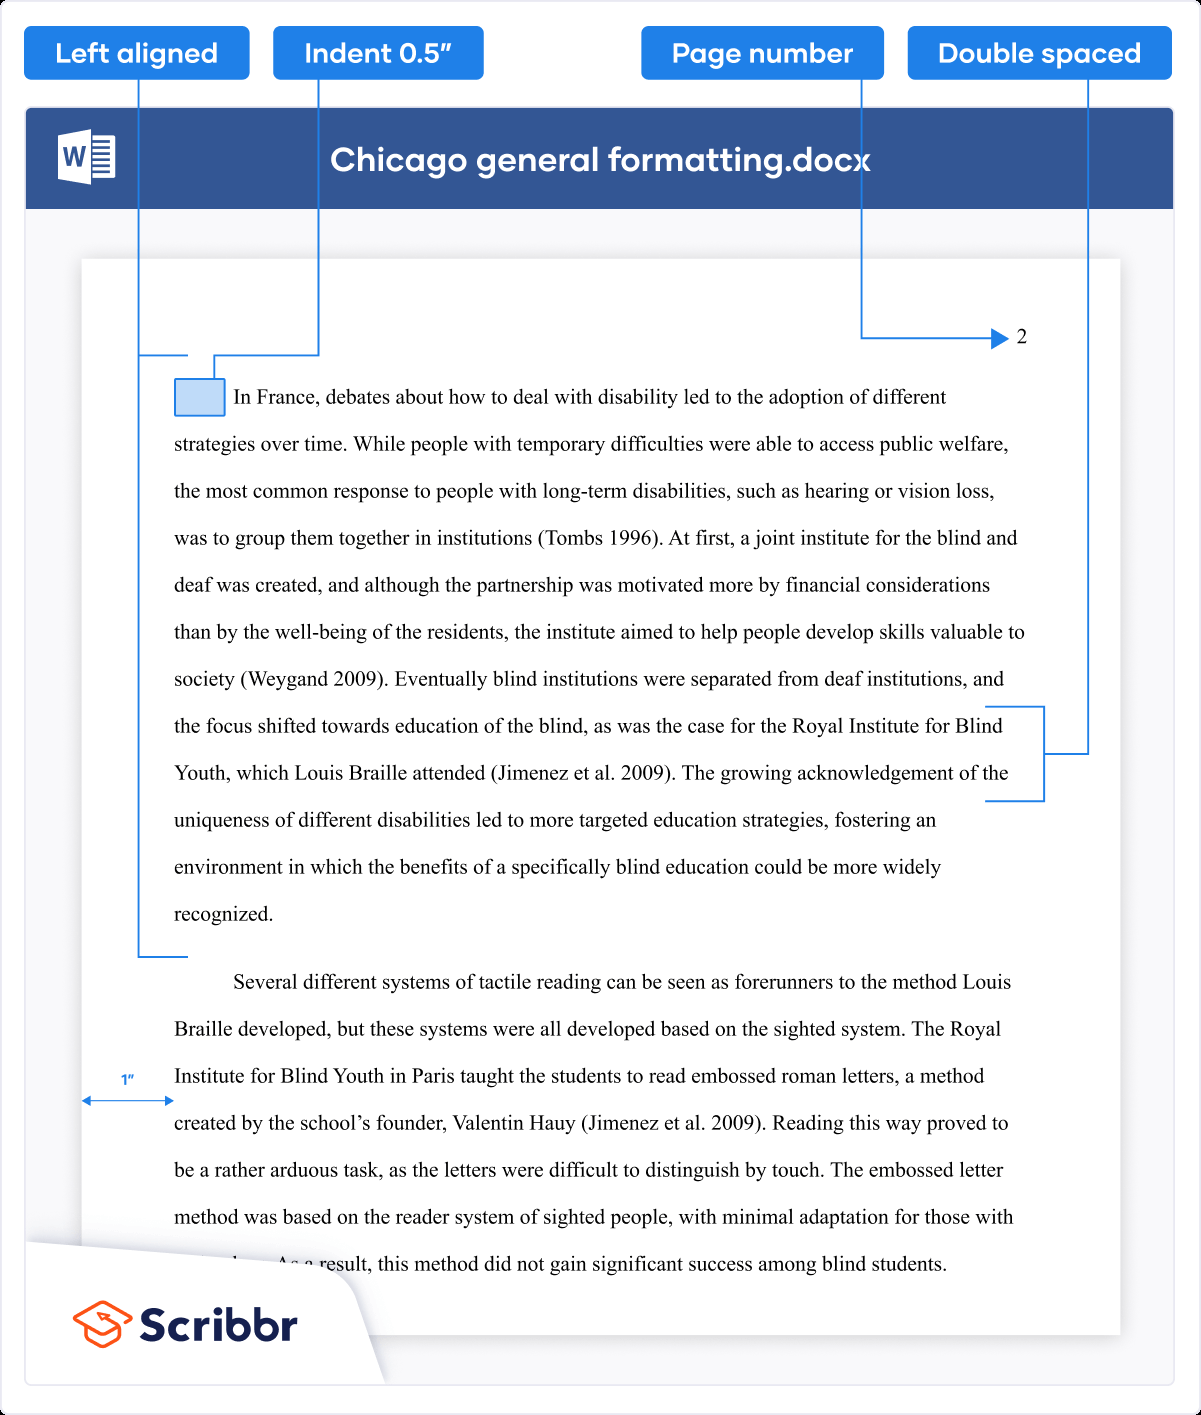 Left aligned
Indent 0.5”
Page number
Double spaced
W
Chicago general formatting.docx
2
In France, debates about how to deal with disability led to the adoption of different
strategies over time. While people with temporary difficulties were able to access public welfare,
the most common response to people with long-term disabilities, such as hearing or vision loss,
was to group them together in institutions (Tombs 1996). At first, a joint institute for the blind and
deaf was created, and although the partnership was motivated more by financial considerations
than by the well-being of the residents, the institute aimed to help people develop skills valuable to
society (Weygand 2009). Eventually blind institutions were separated from deaf institutions, and
the focus shifted towards education of the blind, as was the case for the Royal Institute for Blind
Youth, which Louis Braille attended (Jimenez et al. 2009). The growing acknowledgement of the
uniqueness of different disabilities led to more targeted education strategies, fostering an
environment in which the benefits of a specifically blind education could be more widely
recognized.
Several different systems of tactile reading can be seen as forerunners to the method Louis
Braille developed, but these systems were all developed based on the sighted system. The Royal
Institute for Blind Youth in Paris taught the students to read embossed roman letters, a method
1”
created by the school’s founder, Valentin Hauy (Jimenez et al. 2009). Reading this way proved to
be a rather arduous task, as the letters were difficult to distinguish by touch. The embossed letter
method was based on the reader system of sighted people, with minimal adaptation for those with
As a result, this method did not gain significant success among blind students.
Scribbr